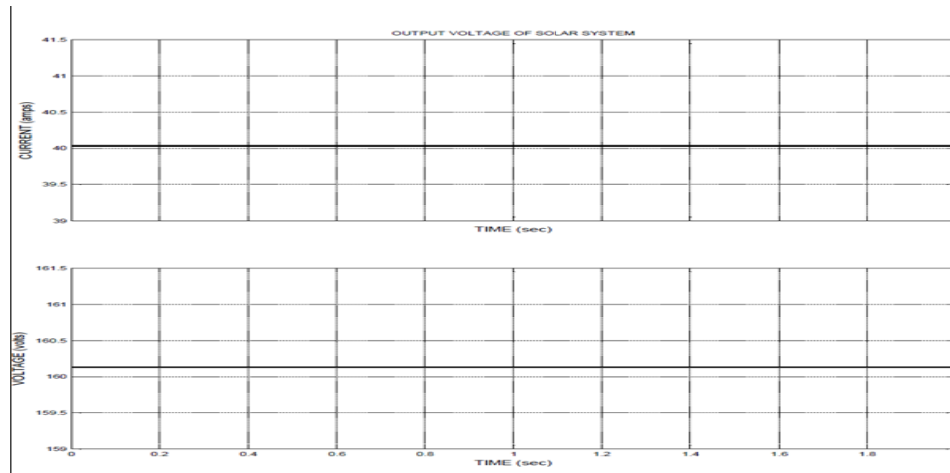 OUTPUT VOLTAGE OF SOLAR SYSTEM
41.5
41
40.5
40
39.5
39
CURRENT (amps)
TIME (sec)
161.5
161
160.5
160
159.5
159
VOLTAGE (volts)
0 0.2 0.4 0.6 0.8 1 1.2 1.4 1.6 1.8
TIME (sec)